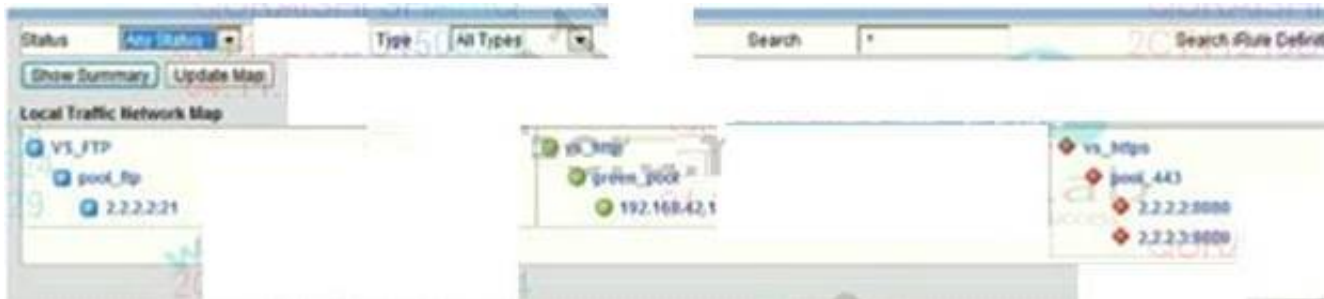 Status Any Status Type All Types Search * Search iRule Definit
Show Summary Update Map
Local Traffic Network Map
VS_FTP
pool_ftp
2.2.2.2:21
vs_http
green_pool
192.168.42.1
vs_https
pool_443
2.2.2.2:8080
2.2.2.3:8080